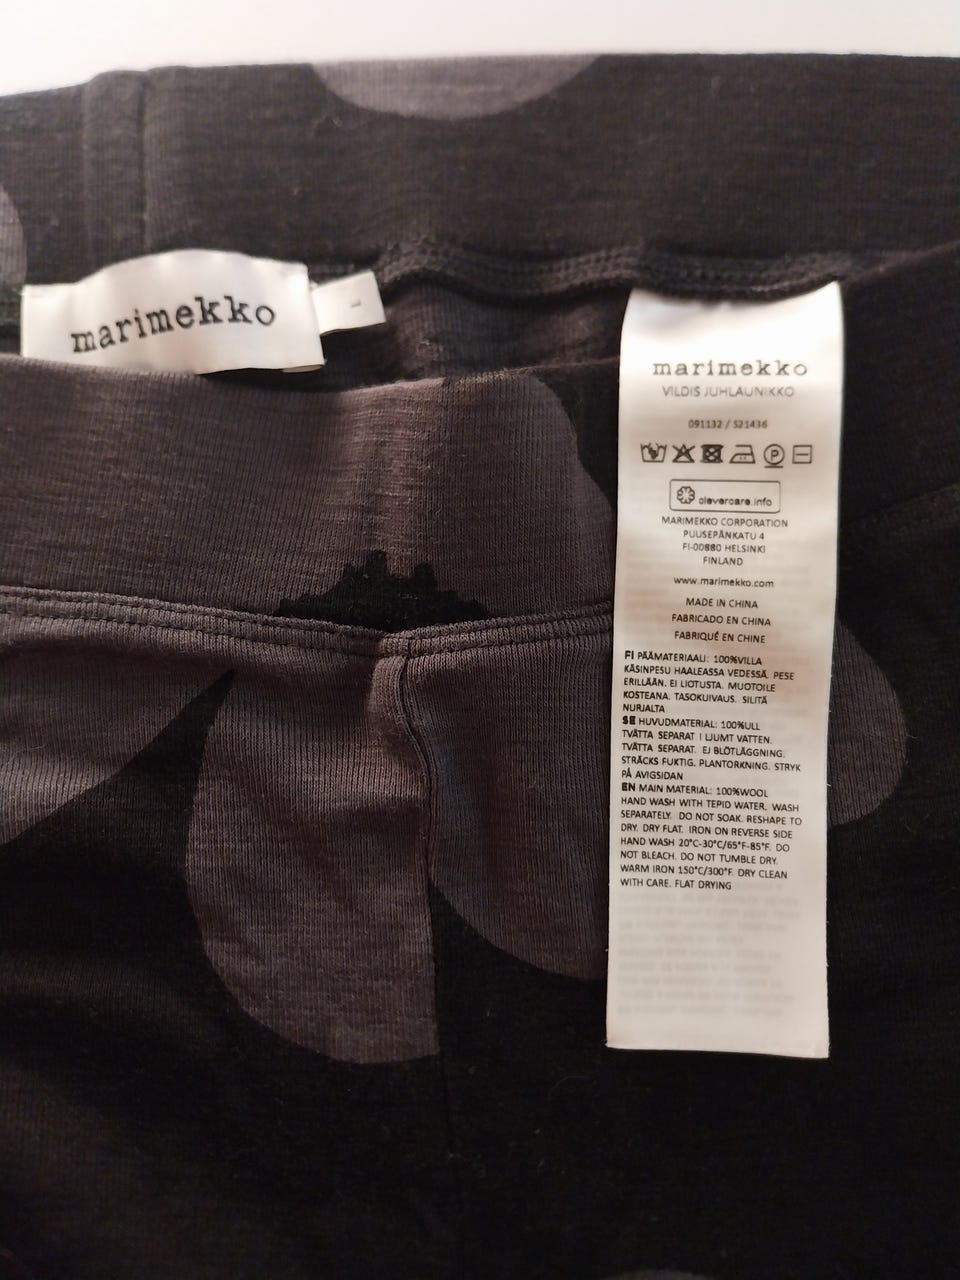 marimekko
L
marimekko
VILDIS JUHLAUNIKKO
091132 / S21436
P
clevercare.info
MARIMEKKO CORPORATION
PUUSEPÄNKATU 4
FI-00880 HELSINKI
FINLAND
www.marimekko.com
MADE IN CHINA
FABRICADO EN CHINA
FABRIQUÉ EN CHINE
FI PÄÄMATERIAALI: 100%VILLA
KÄSINPESU HAALEASSA VEDESSÄ. PESE
ERILLÄÄN. EI LIOTUSTA. MUOTOILE
KOSTEANA. TASOKUIVAUS. SILITÄ
NURJALTA
SE HUVUDMATERIAL: 100%ULL
TVÄTTA SEPARAT I LJUMT VATTEN.
TVÄTTA SEPARAT. EJ BLÖTLÄGGNING.
STRÄCKS FUKTIG. PLANTORKNING. STRYK
PÅ AVIGSIDAN
EN MAIN MATERIAL: 100%WOOL
HAND WASH WITH TEPID WATER. WASH
SEPARATELY. DO NOT SOAK. RESHAPE TO
DRY. DRY FLAT. IRON ON REVERSE SIDE
HAND WASH 20°C-30°C/65°F-85°F. DO
NOT BLEACH. DO NOT TUMBLE DRY.
WARM IRON 150°C/300°F. DRY CLEAN
WITH CARE. FLAT DRYING